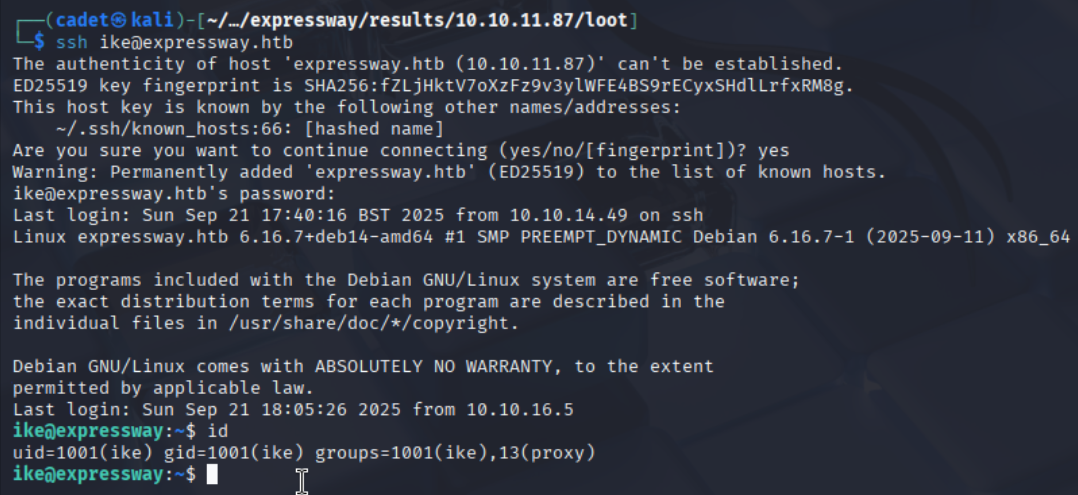 ┌──(cadet㉿kali)-[~/…/expressway/results/10.10.11.87/loot]
└─$ ssh ike@expressway.htb
The authenticity of host 'expressway.htb (10.10.11.87)' can't be established.
ED25519 key fingerprint is SHA256:fZLjHktV7oXzFz9v3ylWFE4BS9rECyxSHdlLrfxRM8g.
This host key is known by the following other names/addresses:
    ~/.ssh/known_hosts:66: [hashed name]
Are you sure you want to continue connecting (yes/no/[fingerprint])? yes
Warning: Permanently added 'expressway.htb' (ED25519) to the list of known hosts.
ike@expressway.htb's password:
Last login: Sun Sep 21 17:40:16 BST 2025 from 10.10.14.49 on ssh
Linux expressway.htb 6.16.7+deb14-amd64 #1 SMP PREEMPT_DYNAMIC Debian 6.16.7-1 (2025-09-11) x86_64

The programs included with the Debian GNU/Linux system are free software;
the exact distribution terms for each program are described in the
individual files in /usr/share/doc/*/copyright.

Debian GNU/Linux comes with ABSOLUTELY NO WARRANTY, to the extent
permitted by applicable law.
Last login: Sun Sep 21 18:05:26 2025 from 10.10.16.5
ike@expressway:~$ id
uid=1001(ike) gid=1001(ike) groups=1001(ike),13(proxy)
ike@expressway:~$